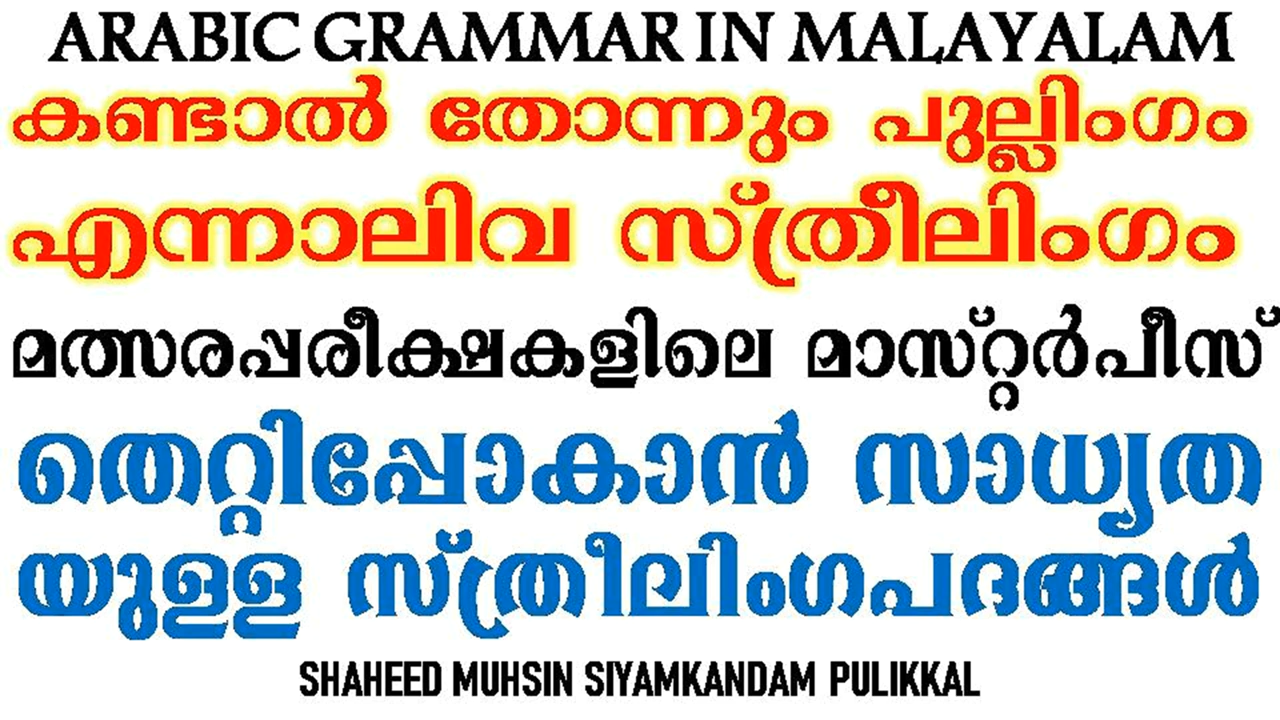 ARABIC GRAMMAR IN MALAYALAM
കണ്ടാൽ തോന്നും പുല്ലിംഗം
എന്നാലിവ സ്ത്രീലിംഗം
മത്സരപ്പരീക്ഷകളിലെ മാസ്റ്റർപീസ്
തെറ്റിപ്പോകാൻ സാധ്യത
യുള്ള സ്ത്രീലിംഗപദങ്ങൾ
SHAHEED MUHSIN SIYAMKANDAM PULIKKAL